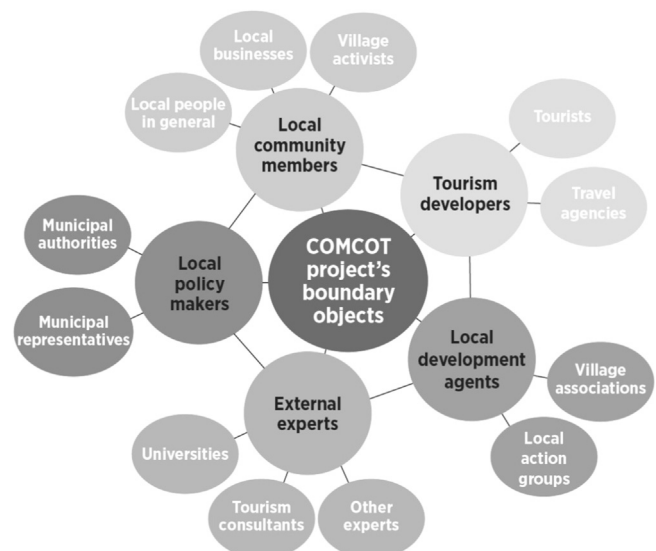 Local
businesses
Village
activists
Local people
in general
Local
community
members
Tourists
Tourism
developers
Travel
agencies
Municipal
authorities
Local
policy
makers
COMCOT
project’s
boundary
objects
Municipal
representatives
Local
development
agents
Village
associations
External
experts
Local
action
groups
Universities
Tourism
consultants
Other
experts